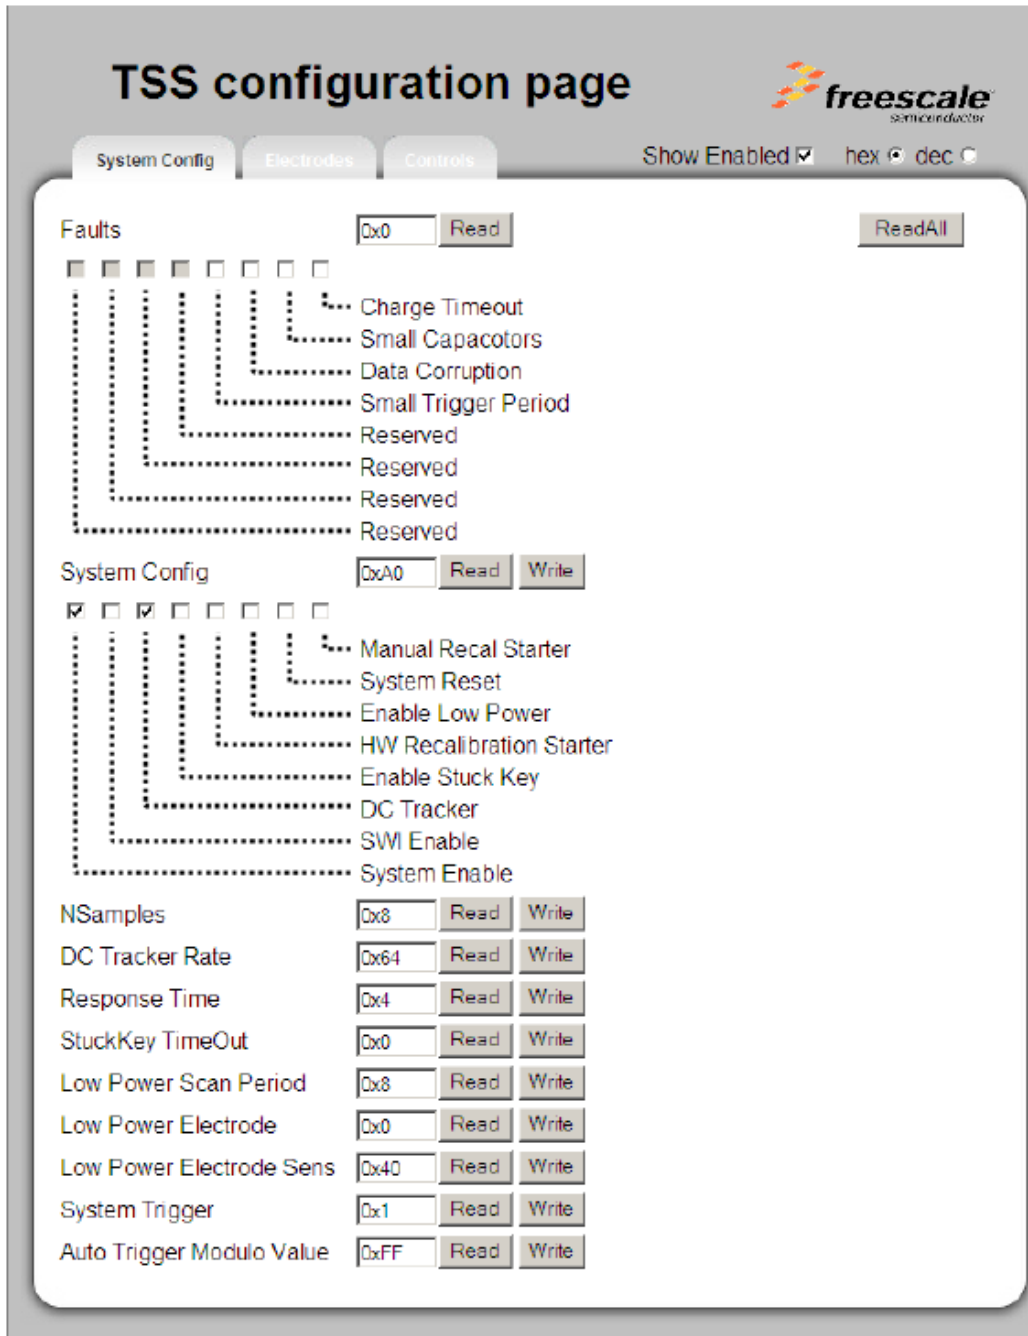 TSS configuration page
freescale
semiconductor
System Config Electrodes Controls Show Enabled hex dec
Faults 0x0 Read ReadAll
Charge Timeout
Small Capacotors
Data Corruption
Small Trigger Period
Reserved
Reserved
Reserved
Reserved
System Config 0xA0 Read Write
Manual Recal Starter
System Reset
Enable Low Power
HW Recalibration Starter
Enable Stuck Key
DC Tracker
SWI Enable
System Enable
NSamples 0x8 Read Write
DC Tracker Rate 0x64 Read Write
Response Time 0x4 Read Write
StuckKey TimeOut 0x0 Read Write
Low Power Scan Period 0x8 Read Write
Low Power Electrode 0x0 Read Write
Low Power Electrode Sens 0x40 Read Write
System Trigger 0x1 Read Write
Auto Trigger Modulo Value 0xFF Read Write